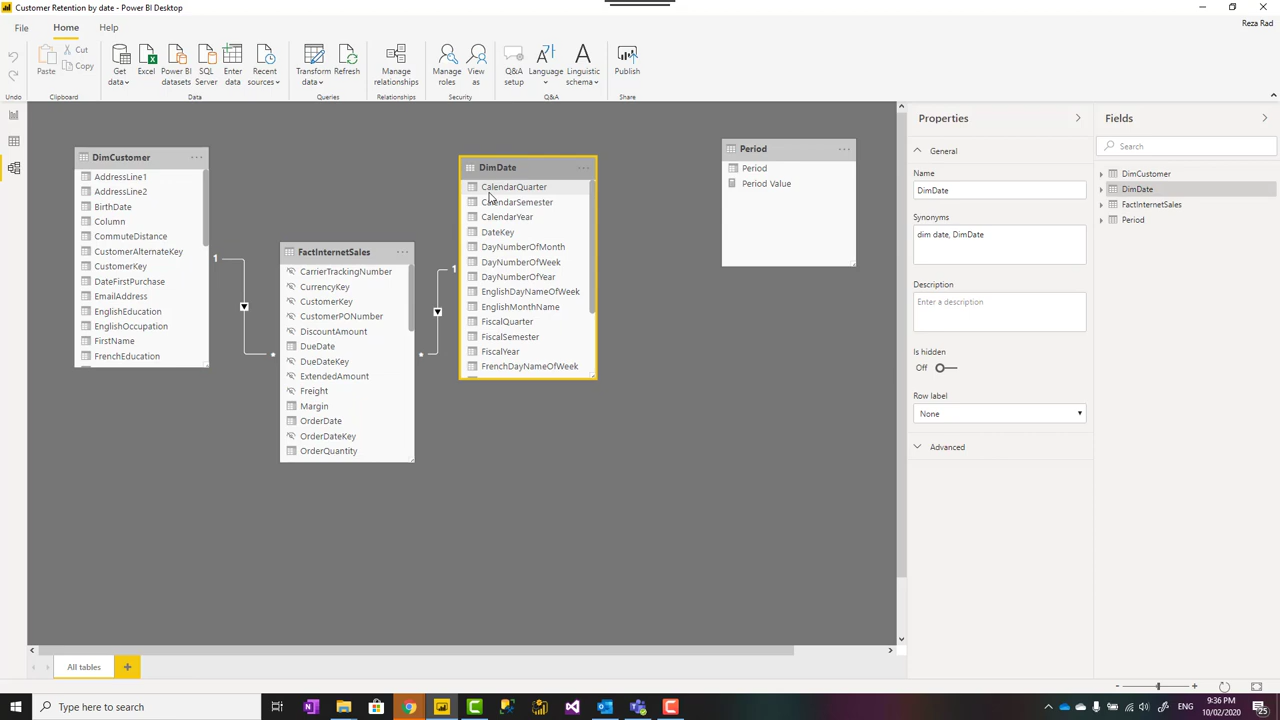 Customer Retention by date - Power BI Desktop
Reza Rad
File
Home
Help
Paste
Cut
Copy
Get data
Excel
Power BI datasets
SQL Server
Enter data
Recent sources
Transform data
Refresh
Manage relationships
Manage roles
View as
Q&A setup
Language
Linguistic schema
Publish
Undo
Clipboard
Data
Queries
Relationships
Security
Q&A
Share
DimCustomer
AddressLine1
AddressLine2
BirthDate
Column
CommuteDistance
CustomerAlternateKey
CustomerKey
DateFirstPurchase
EmailAddress
EnglishEducation
EnglishOccupation
FirstName
FrenchEducation
1
*
FactInternetSales
CarrierTrackingNumber
CurrencyKey
CustomerKey
CustomerPONumber
DiscountAmount
DueDate
DueDateKey
ExtendedAmount
Freight
Margin
OrderDate
OrderDateKey
OrderQuantity
1
*
DimDate
CalendarQuarter
CalendarSemester
CalendarYear
DateKey
DayNumberOfMonth
DayNumberOfWeek
DayNumberOfYear
EnglishDayNameOfWeek
EnglishMonthName
FiscalQuarter
FiscalSemester
FiscalYear
FrenchDayNameOfWeek
Period
Period
Period Value
Properties
General
Name
DimDate
Synonyms
dim date, DimDate
Description
Enter a description
Is hidden
Off
Row label
None
Advanced
Fields
Search
DimCustomer
DimDate
FactInternetSales
Period
All tables
+
- +
Type here to search
9:36 PM
10/02/2020